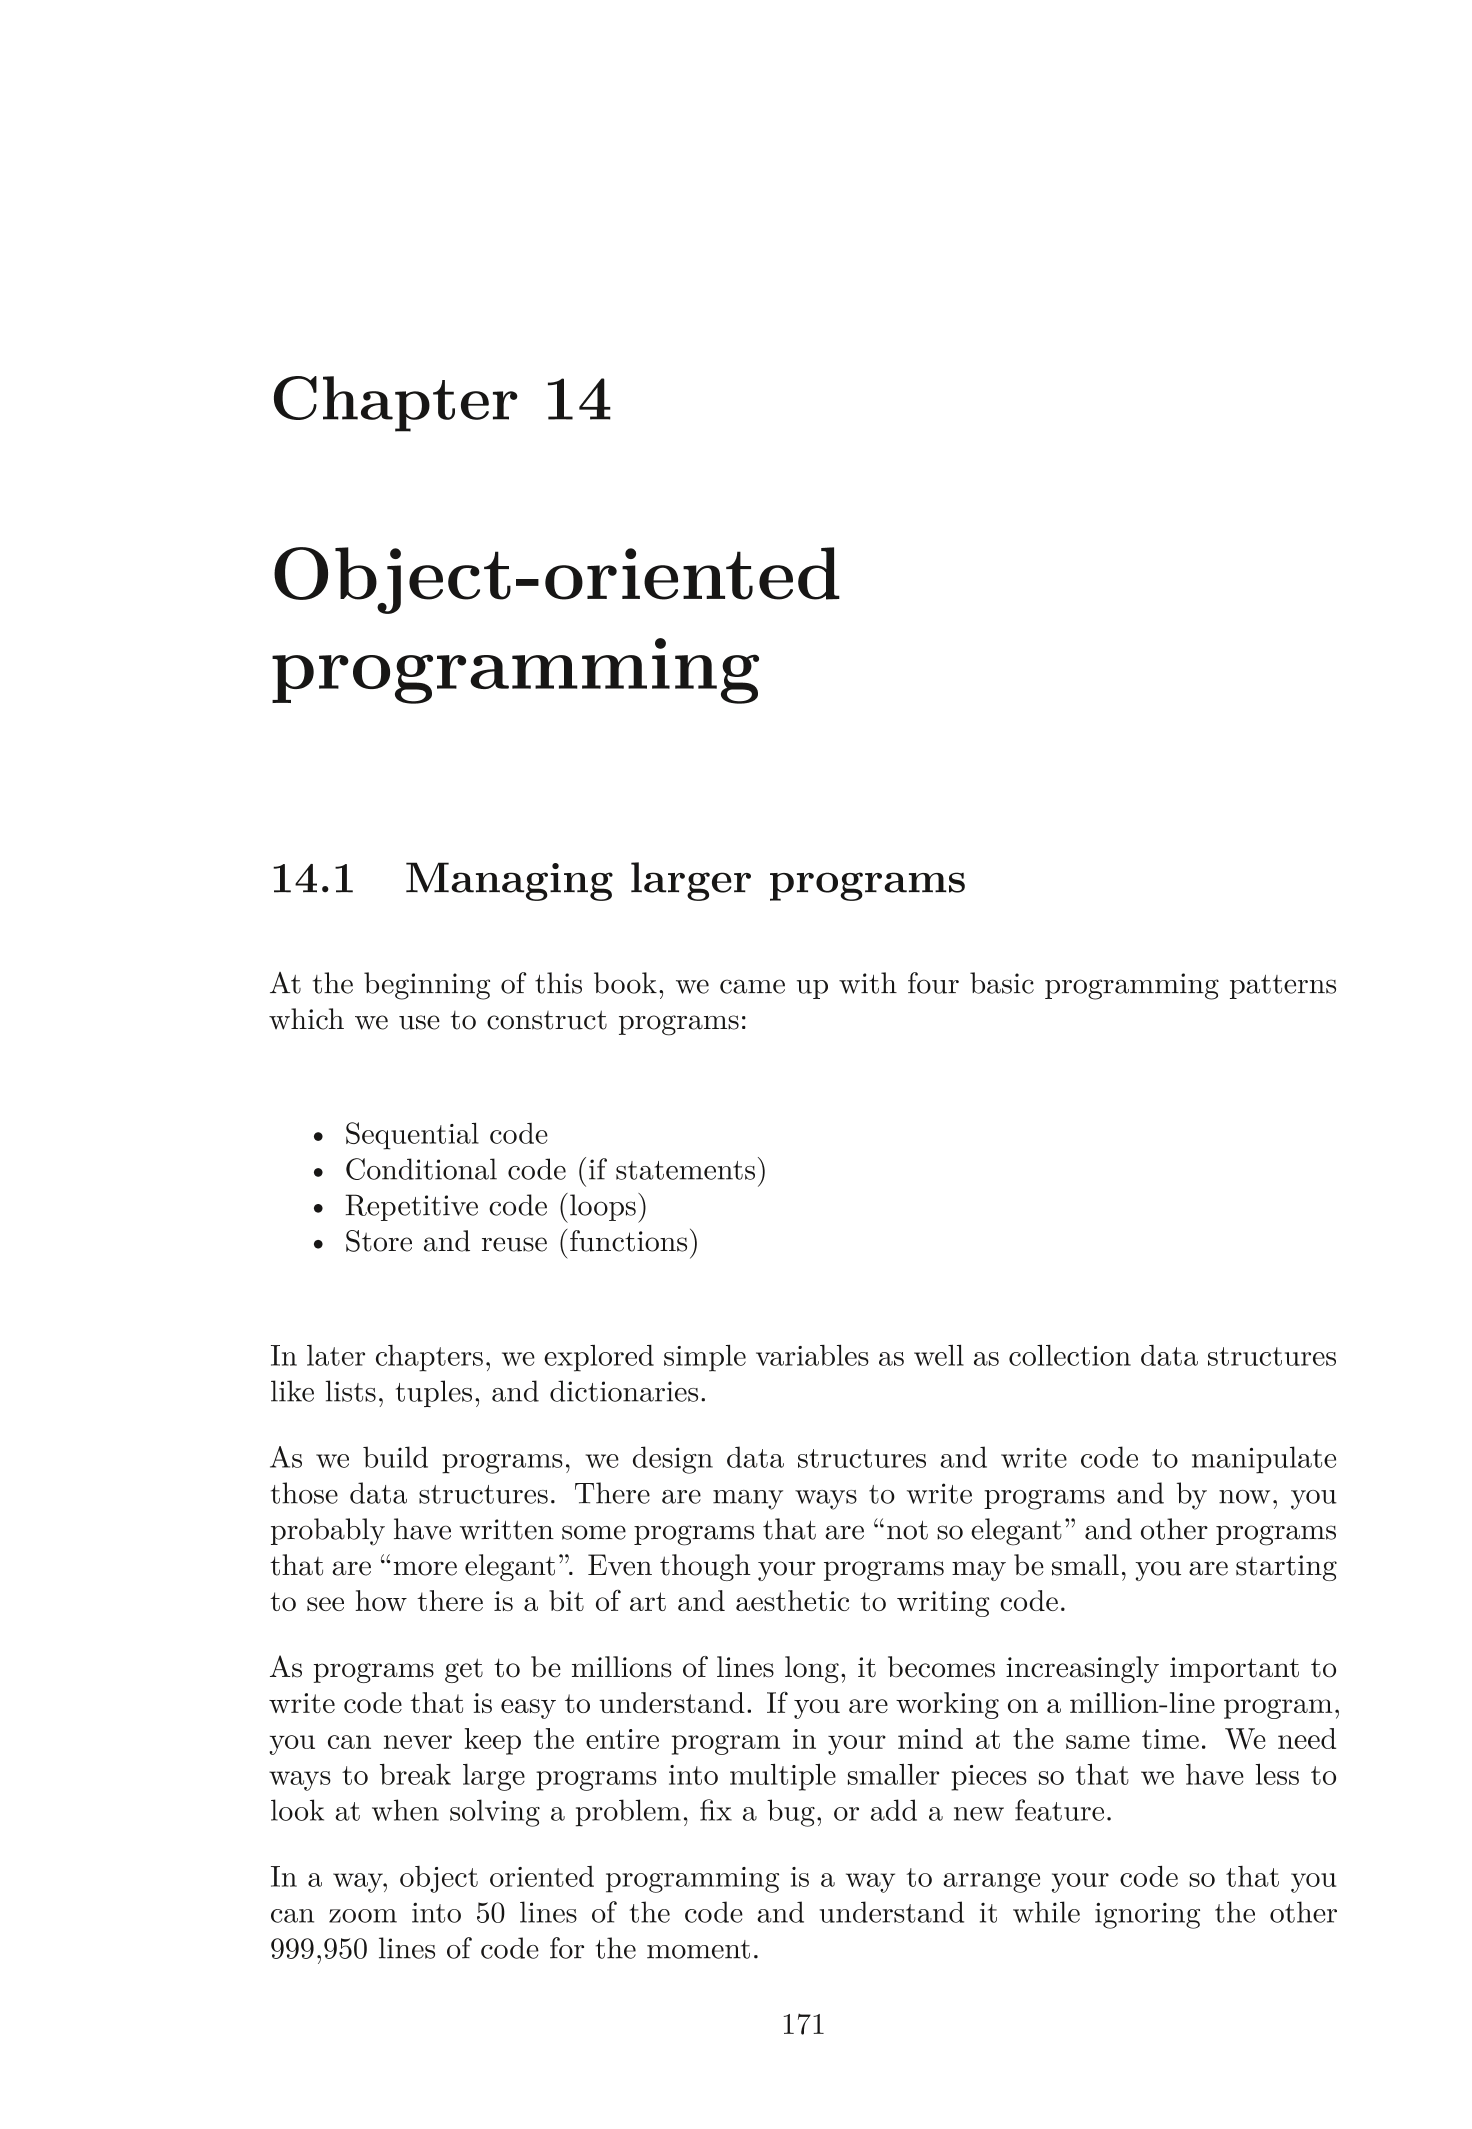 Chapter 14
Object-oriented
programming
14.1 Managing larger programs
At the beginning of this book, we came up with four basic programming patterns
which we use to construct programs:
• Sequential code
• Conditional code (if statements)
• Repetitive code (loops)
• Store and reuse (functions)
In later chapters, we explored simple variables as well as collection data structures
like lists, tuples, and dictionaries.
As we build programs, we design data structures and write code to manipulate
those data structures. There are many ways to write programs and by now, you
probably have written some programs that are “not so elegant” and other programs
that are “more elegant”. Even though your programs may be small, you are starting
to see how there is a bit of art and aesthetic to writing code.
As programs get to be millions of lines long, it becomes increasingly important to
write code that is easy to understand. If you are working on a million-line program,
you can never keep the entire program in your mind at the same time. We need
ways to break large programs into multiple smaller pieces so that we have less to
look at when solving a problem, fix a bug, or add a new feature.
In a way, object oriented programming is a way to arrange your code so that you
can zoom into 50 lines of the code and understand it while ignoring the other
999,950 lines of code for the moment.
171